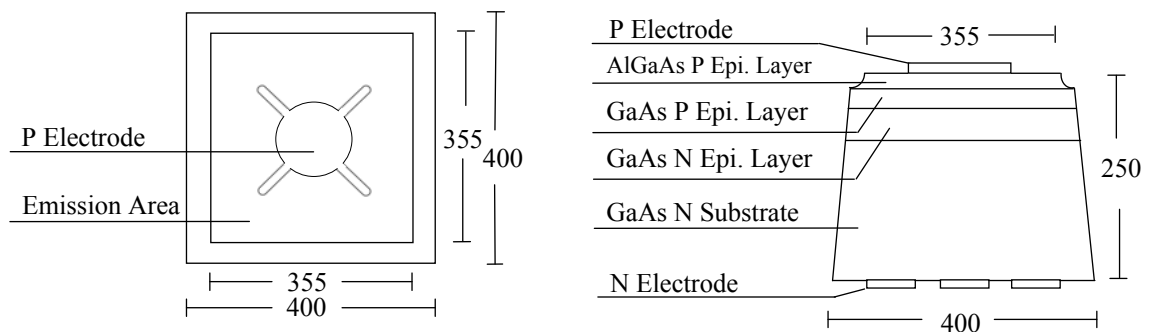 P Electrode
Emission Area
355
400
355
400
P Electrode
AlGaAs P Epi. Layer
GaAs P Epi. Layer
GaAs N Epi. Layer
GaAs N Substrate
N Electrode
355
250
400